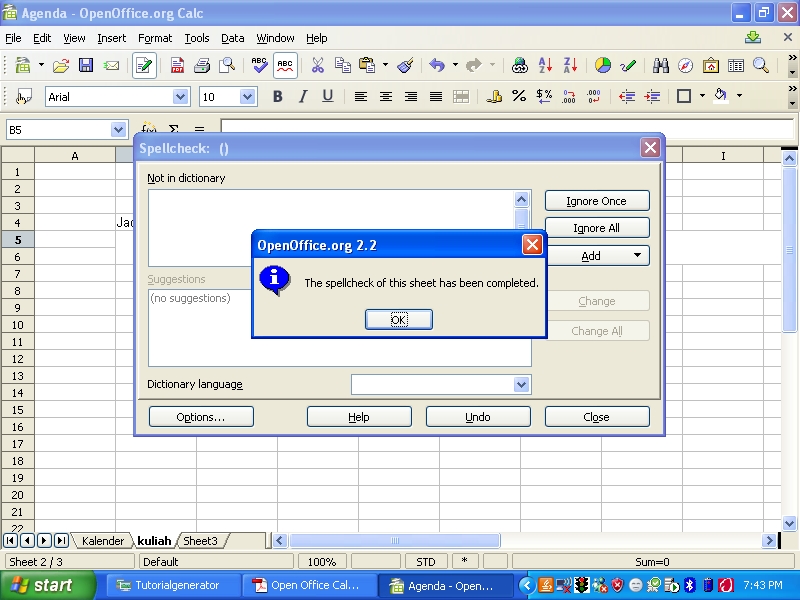 Agenda - OpenOffice.org Calc
File Edit View Insert Format Tools Data Window Help
Arial 10 B I U
B5
Spellcheck: ()
A I
1
2
3
4
5
6
7
8
9
10
11
12
13
14
15
16
17
18
19
20
21
22
Not in dictionary
Ignore Once
Ignore All
Add
OpenOffice.org 2.2
The spellcheck of this sheet has been completed.
OK
Suggestions
(no suggestions)
Change
Change All
Dictionary language
Options... Help Undo Close
Kalender kuliah Sheet3
Sheet 2 / 3 Default 100% STD * Sum=0
start Tutorialgenerator Open Office Cal... Agenda - Open... 7:43 PM